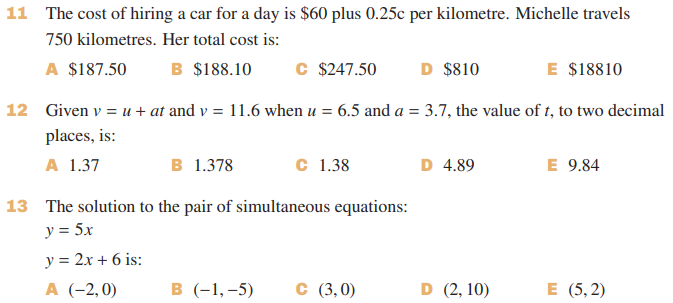 11 The cost of hiring a car for a day is $60 plus 0.25c per kilometre. Michelle travels
750 kilometres. Her total cost is:
A $187.50 B $188.10 C $247.50 D $810 E $18810
12 Given v = u + at and v = 11.6 when u = 6.5 and a = 3.7, the value of t, to two decimal
places, is:
A 1.37 B 1.378 C 1.38 D 4.89 E 9.84
13 The solution to the pair of simultaneous equations:
y = 5x
y = 2x + 6 is:
A (−2, 0) B (−1, −5) C (3, 0) D (2, 10) E (5, 2)